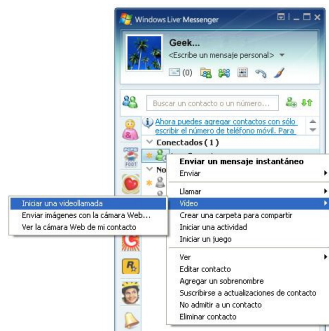 Windows Live Messenger
Geek...
<Escribe un mensaje personal>
(0)
Buscar un contacto o un número...
Ahora puedes agregar contactos con sólo
escribir el número de teléfono móvil. Para
Conectados ( 1 )
No
Enviar un mensaje instantáneo
Enviar
Llamar
Vídeo
Iniciar una videollamada
Enviar imágenes con la cámara Web...
Ver la cámara Web de mi contacto
Crear una carpeta para compartir
Iniciar una actividad
Iniciar un juego
Ver
Editar contacto
Agregar un sobrenombre
Suscribirse a actualizaciones de contacto
No admitir a un contacto
Eliminar contacto